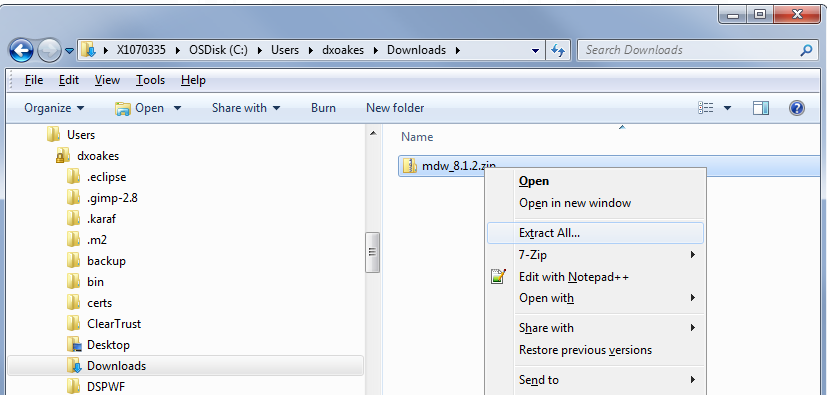 X1070335 ▸ OSDisk (C:) ▸ Users ▸ dxoakes ▸ Downloads ▸
Search Downloads
File Edit View Tools Help
Organize Open Share with Burn New folder
Users
dxoakes
.eclipse
.gimp-2.8
.karaf
.m2
backup
bin
certs
ClearTrust
Desktop
Downloads
DSPWF
Name
mdw_8.1.2.zip
Open
Open in new window
Extract All...
7-Zip
Edit with Notepad++
Open with
Share with
Restore previous versions
Send to